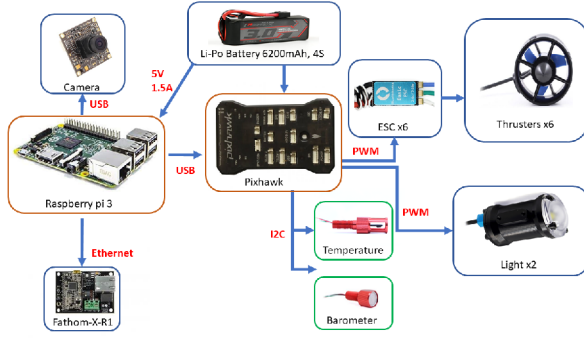 Li-Po Battery 6200mAh, 4S
Camera
5V
1.5A
USB
ESC x6
Thrusters x6
pixhawk
PWM
USB
Pixhawk
Raspberry pi 3
PWM
I2C
Ethernet
Temperature
Light x2
Fathom-X-R1
Barometer